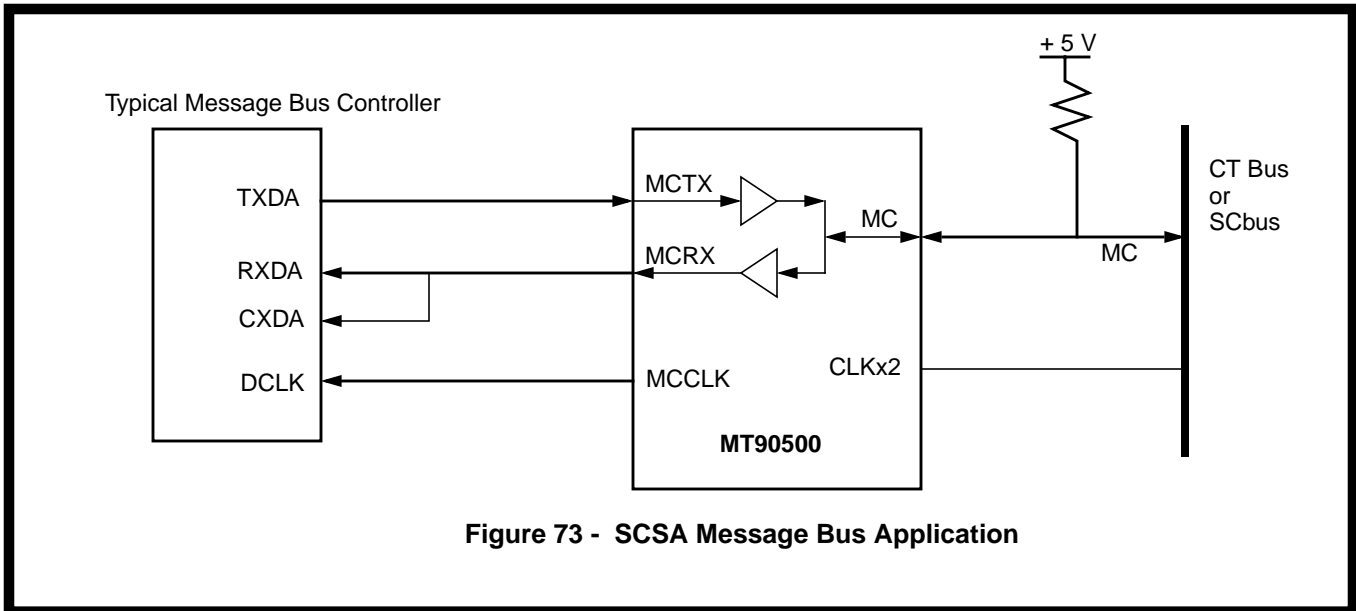 + 5 V
Typical Message Bus Controller
TXDA
RXDA
CXDA
DCLK
MCTX
MCRX
MCCLK
MC
CLKx2
MT90500
MC
CT Bus
or
SCbus
Figure 73 - SCSA Message Bus Application